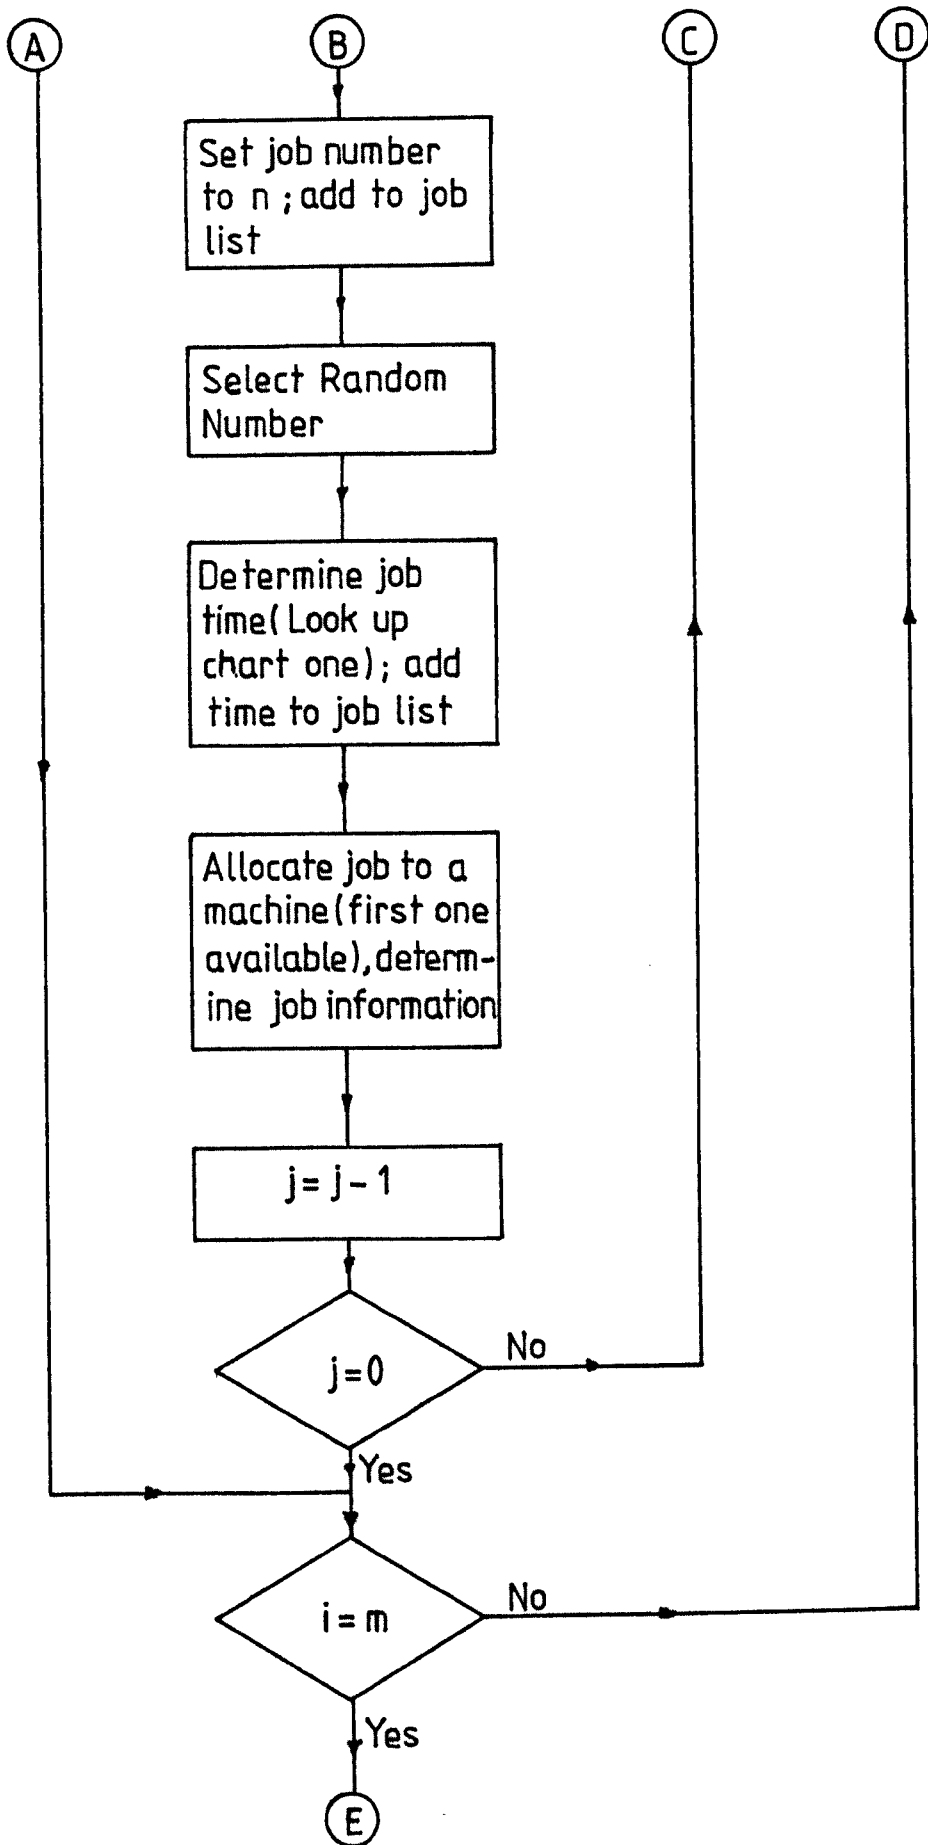 A
B
C
D
Set job number
to n ; add to job
list
Select Random
Number
Determine job
time(Look up
chart one); add
time to job list
Allocate job to a
machine(first one
available),determ-
ine job information
j= j-1
j=0
No
Yes
i=m
No
Yes
E